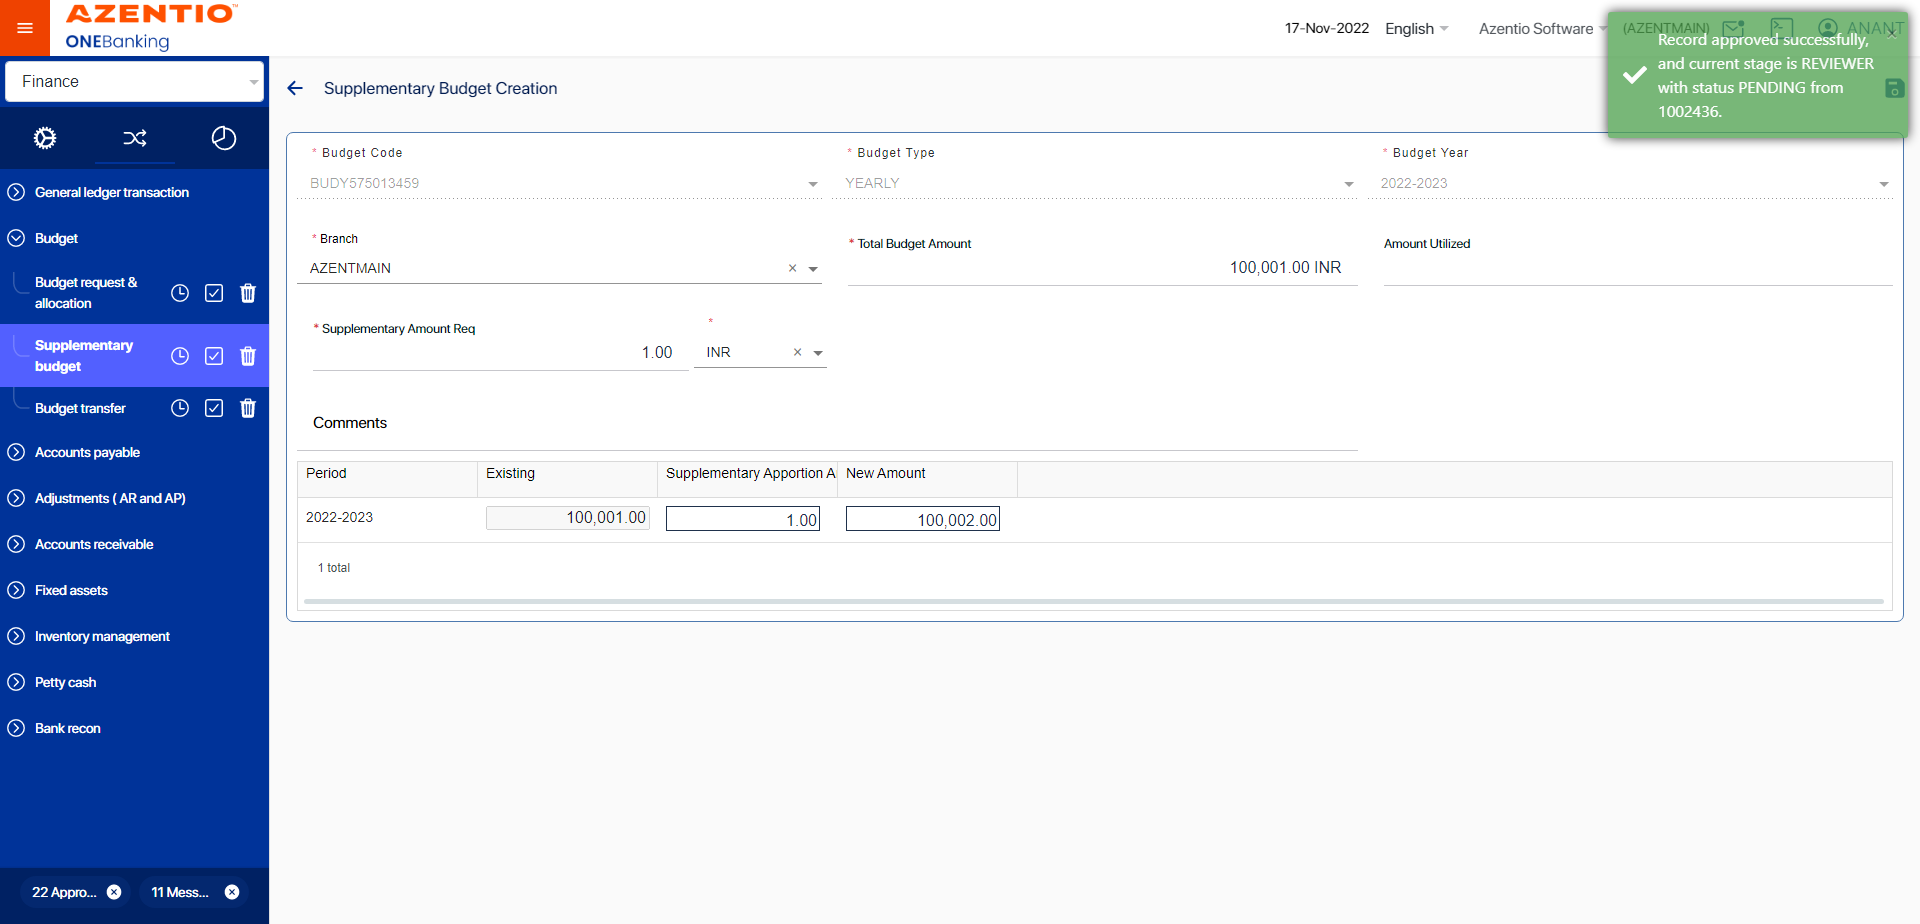 AZENTIO™
ONEBanking
17-Nov-2022
English
Azentio Software
(AZENTMAIN)
ANANT
Record approved successfully,
and current stage is REVIEWER
with status PENDING from
1002436.
Finance
Supplementary Budget Creation
General ledger transaction
Budget
Budget request &
allocation
Supplementary
budget
Budget transfer
Accounts payable
Adjustments ( AR and AP)
Accounts receivable
Fixed assets
Inventory management
Petty cash
Bank recon
22 Appro...
11 Mess...
* Budget Code
BUDY575013459
* Budget Type
YEARLY
* Budget Year
2022-2023
* Branch
AZENTMAIN
* Total Budget Amount
100,001.00 INR
Amount Utilized
* Supplementary Amount Req
1.00
*
INR
Comments
Period Existing Supplementary Apportion A New Amount
2022-2023 100,001.00 1.00 100,002.00
1 total